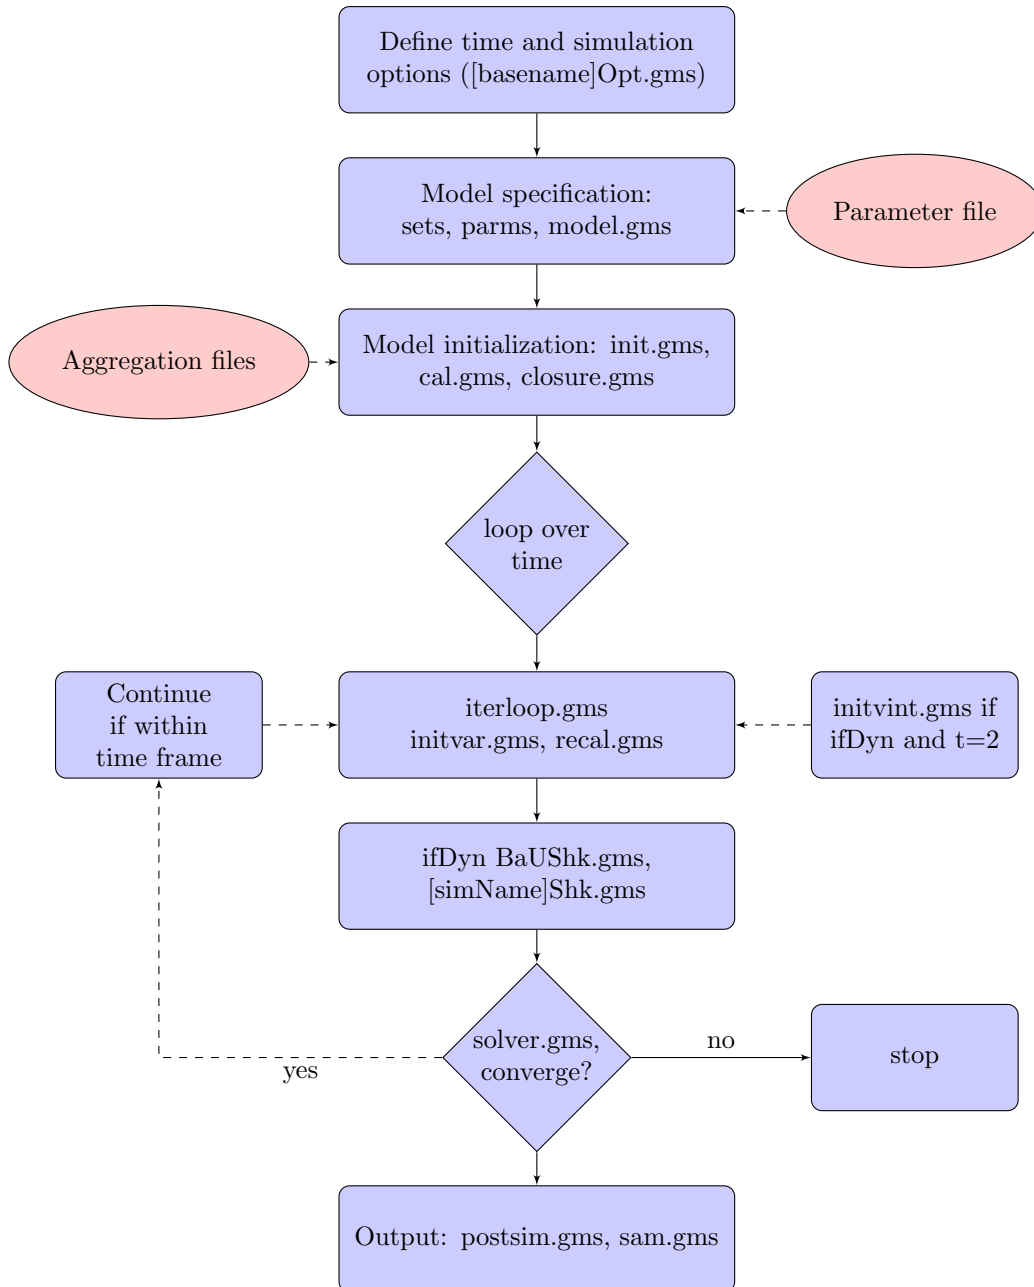 Define time and simulation
options ([basename]Opt.gms)
Model specification:
sets, parms, model.gms
Parameter file
Aggregation files
Model initialization: init.gms,
cal.gms, closure.gms
loop over
time
Continue
if within
time frame
iterloop.gms
initvar.gms, recal.gms
initvint.gms if
ifDyn and t=2
ifDyn BaUShk.gms,
[simName]Shk.gms
solver.gms,
converge?
yes
no
stop
Output: postsim.gms, sam.gms